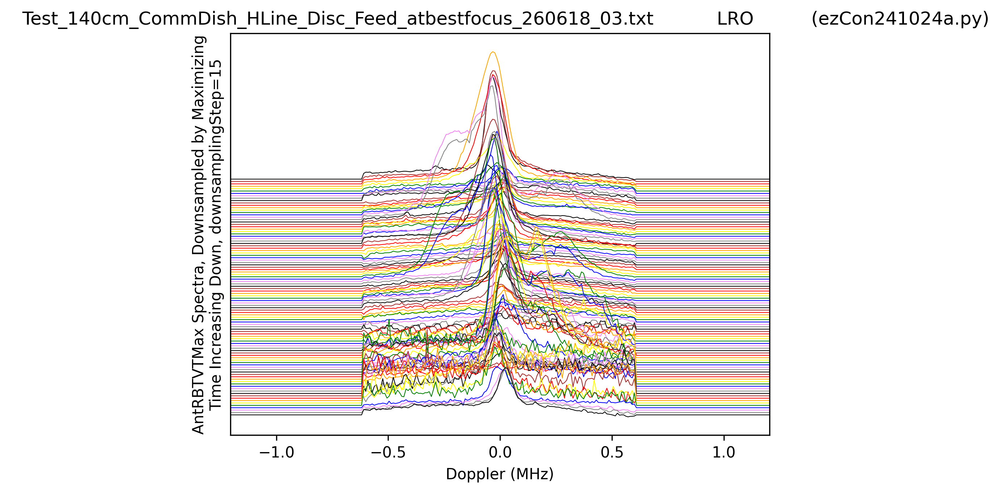 Test_140cm_CommDish_HLine_Disc_Feed_atbestfocus_260618_03.txt LRO (ezCon241024a.py)
AntRBTVTMax Spectra, Downsampled by Maximizing
Time Increasing Down, downsamplingStep=15
−1.0 −0.5 0.0 0.5 1.0
Doppler (MHz)